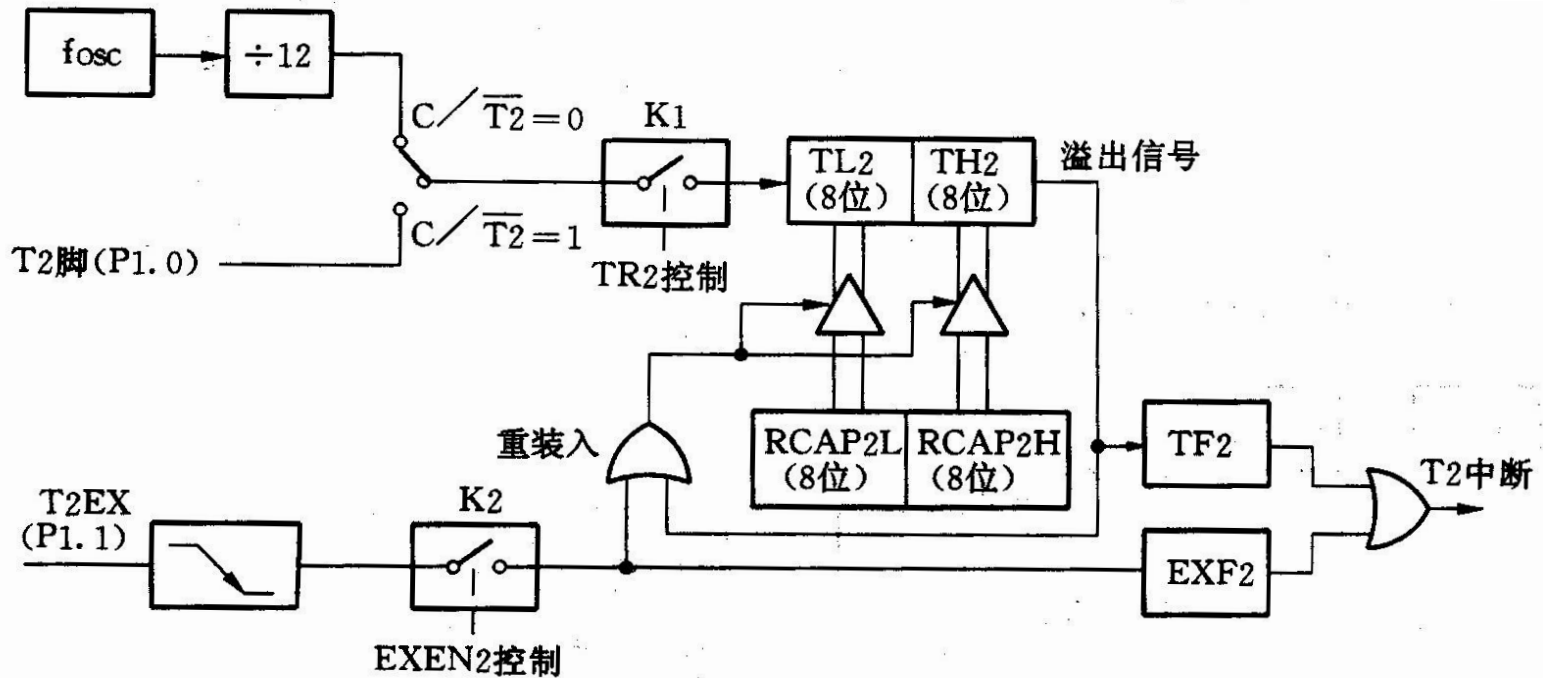 fosc
÷12
C/T2̅=0
K1
TL2
(8位)
TH2
(8位)
溢出信号
C/T2̅=1
T2脚(P1.0)
TR2控制
重装入
RCAP2L
(8位)
RCAP2H
(8位)
TF2
T2中断
T2EX
(P1.1)
K2
EXF2
EXEN2控制